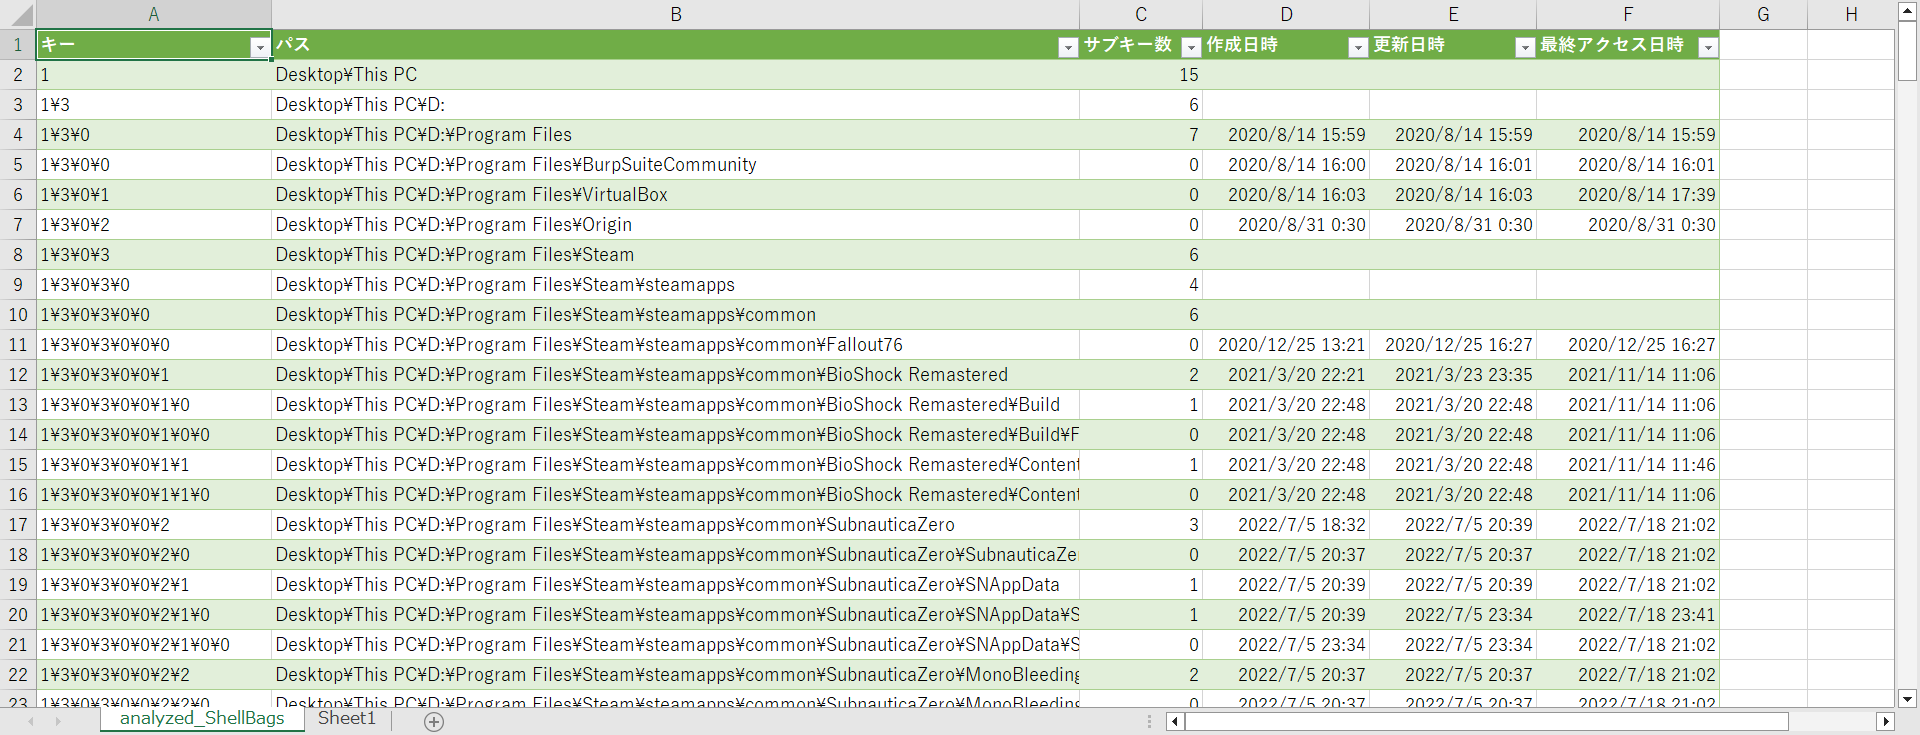 A B C D E F G H
1 キー パス サブキー数 作成日時 更新日時 最終アクセス日時
2 1 Desktop¥This PC 15
3 1¥3 Desktop¥This PC¥D: 6
4 1¥3¥0 Desktop¥This PC¥D:¥Program Files 7 2020/8/14 15:59 2020/8/14 15:59 2020/8/14 15:59
5 1¥3¥0¥0 Desktop¥This PC¥D:¥Program Files¥BurpSuiteCommunity 0 2020/8/14 16:00 2020/8/14 16:01 2020/8/14 16:01
6 1¥3¥0¥1 Desktop¥This PC¥D:¥Program Files¥VirtualBox 0 2020/8/14 16:03 2020/8/14 16:03 2020/8/14 17:39
7 1¥3¥0¥2 Desktop¥This PC¥D:¥Program Files¥Origin 0 2020/8/31 0:30 2020/8/31 0:30 2020/8/31 0:30
8 1¥3¥0¥3 Desktop¥This PC¥D:¥Program Files¥Steam 6
9 1¥3¥0¥3¥0 Desktop¥This PC¥D:¥Program Files¥Steam¥steamapps 4
10 1¥3¥0¥3¥0¥0 Desktop¥This PC¥D:¥Program Files¥Steam¥steamapps¥common 6
11 1¥3¥0¥3¥0¥0¥0 Desktop¥This PC¥D:¥Program Files¥Steam¥steamapps¥common¥Fallout76 0 2020/12/25 13:21 2020/12/25 16:27 2020/12/25 16:27
12 1¥3¥0¥3¥0¥0¥1 Desktop¥This PC¥D:¥Program Files¥Steam¥steamapps¥common¥BioShock Remastered 2 2021/3/20 22:21 2021/3/23 23:35 2021/11/14 11:06
13 1¥3¥0¥3¥0¥0¥1¥0 Desktop¥This PC¥D:¥Program Files¥Steam¥steamapps¥common¥BioShock Remastered¥Build 1 2021/3/20 22:48 2021/3/20 22:48 2021/11/14 11:06
14 1¥3¥0¥3¥0¥0¥1¥0¥0 Desktop¥This PC¥D:¥Program Files¥Steam¥steamapps¥common¥BioShock Remastered¥Build¥F 0 2021/3/20 22:48 2021/3/20 22:48 2021/11/14 11:06
15 1¥3¥0¥3¥0¥0¥1¥1 Desktop¥This PC¥D:¥Program Files¥Steam¥steamapps¥common¥BioShock Remastered¥Content 1 2021/3/20 22:48 2021/3/20 22:48 2021/11/14 11:46
16 1¥3¥0¥3¥0¥0¥1¥1¥0 Desktop¥This PC¥D:¥Program Files¥Steam¥steamapps¥common¥BioShock Remastered¥Content 0 2021/3/20 22:48 2021/3/20 22:48 2021/11/14 11:06
17 1¥3¥0¥3¥0¥0¥2 Desktop¥This PC¥D:¥Program Files¥Steam¥steamapps¥common¥SubnauticaZero 3 2022/7/5 18:32 2022/7/5 20:39 2022/7/18 21:02
18 1¥3¥0¥3¥0¥0¥2¥0 Desktop¥This PC¥D:¥Program Files¥Steam¥steamapps¥common¥SubnauticaZero¥SubnauticaZe 0 2022/7/5 20:37 2022/7/5 20:37 2022/7/18 21:02
19 1¥3¥0¥3¥0¥0¥2¥1 Desktop¥This PC¥D:¥Program Files¥Steam¥steamapps¥common¥SubnauticaZero¥SNAppData 1 2022/7/5 20:39 2022/7/5 20:39 2022/7/18 21:02
20 1¥3¥0¥3¥0¥0¥2¥1¥0 Desktop¥This PC¥D:¥Program Files¥Steam¥steamapps¥common¥SubnauticaZero¥SNAppData¥S 1 2022/7/5 20:39 2022/7/5 23:34 2022/7/18 23:41
21 1¥3¥0¥3¥0¥0¥2¥1¥0¥0 Desktop¥This PC¥D:¥Program Files¥Steam¥steamapps¥common¥SubnauticaZero¥SNAppData¥S 0 2022/7/5 23:34 2022/7/5 23:34 2022/7/18 21:02
22 1¥3¥0¥3¥0¥0¥2¥2 Desktop¥This PC¥D:¥Program Files¥Steam¥steamapps¥common¥SubnauticaZero¥MonoBleeding 2 2022/7/5 20:37 2022/7/5 20:37 2022/7/18 21:02
23 1¥3¥0¥3¥0¥0¥2¥2¥0 Desktop¥This PC¥D:¥Program Files¥Steam¥steamapps¥common¥SubnauticaZero¥MonoBleeding 0 2022/7/5 20:37 2022/7/5 20:37 2022/7/18 21:02
analyzed_ShellBags Sheet1